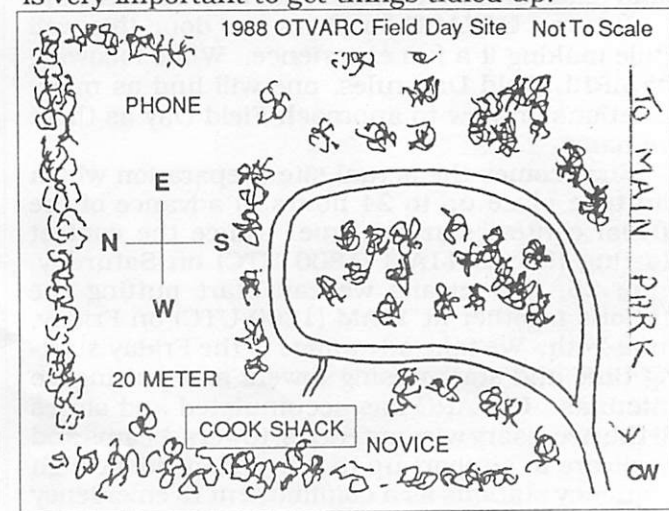 is very important to get things up.
1988 OTVARC Field Day Site Not To Scale
PHONE
TO MAIN PARK
E
N S
W
20 METER
COOK SHACK
NOVICE
CW